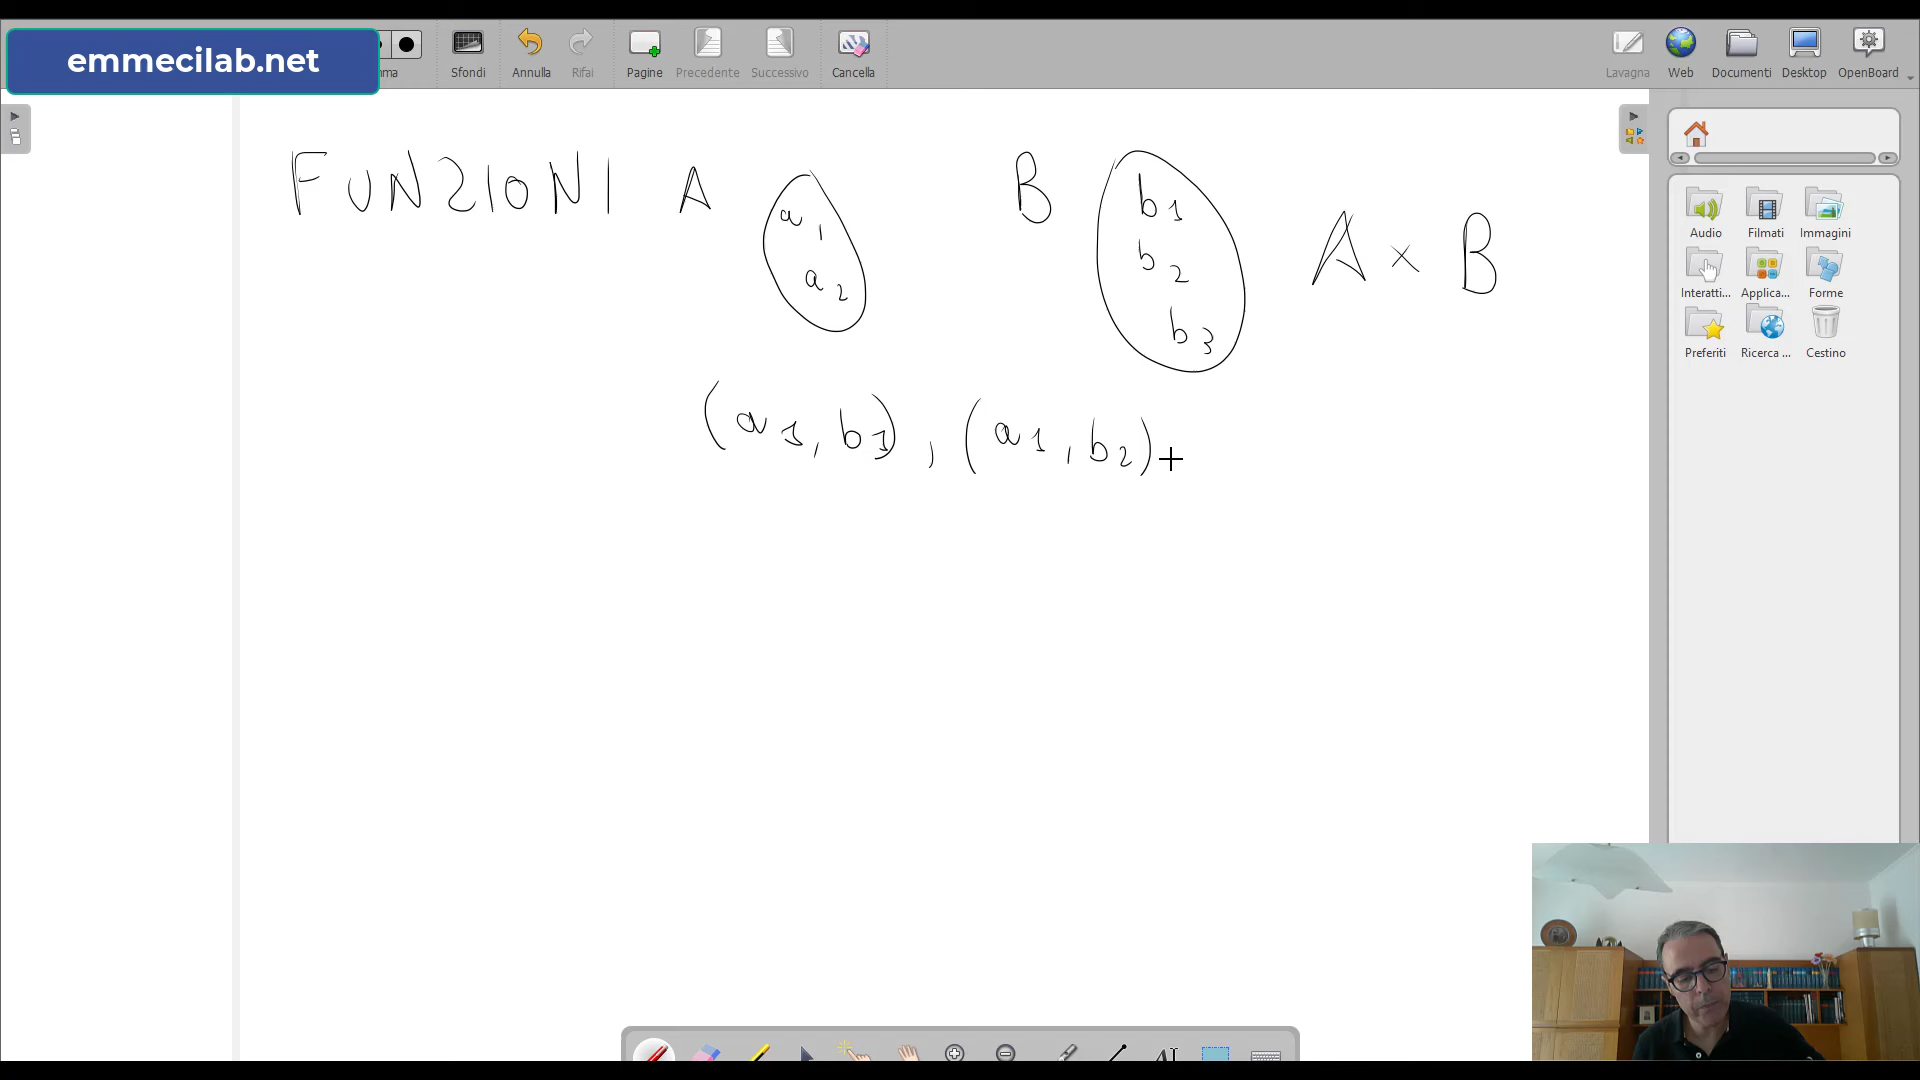 emmecilab.net
mma
Sfondi
Annulla
Rifai
Pagine
Precedente
Successivo
Cancella
Lavagna
Web
Documenti
Desktop
OpenBoard
FUNZIONI A a1 a2 B b1 b2 b3 A × B
(a1, b1), (a1, b2)
Audio Filmati Immagini
Interatti... Applica... Forme
Preferiti Ricerca ... Cestino